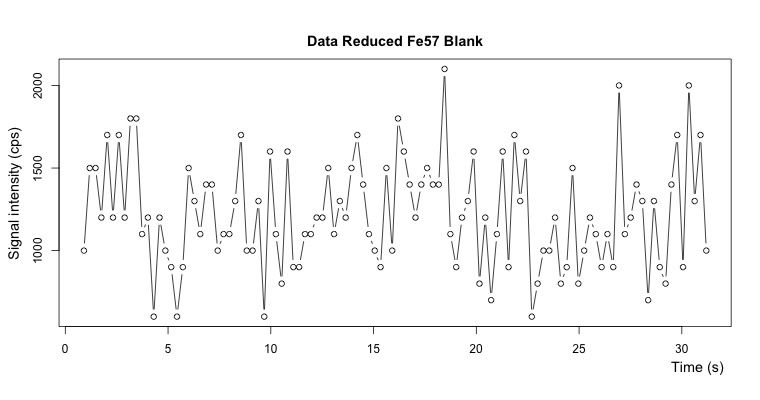 Data Reduced Fe57 Blank
Signal intensity (cps)
2000
1500
1000
0 5 10 15 20 25 30
Time (s)